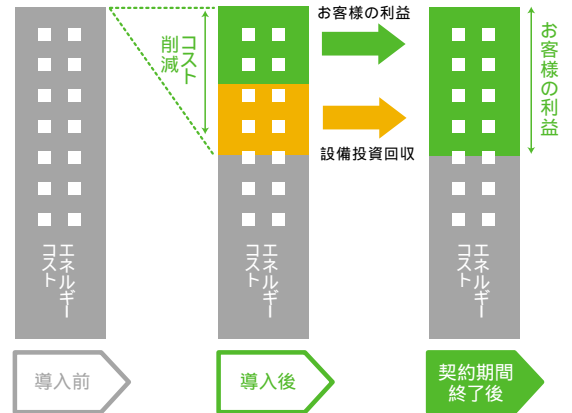 お客様の利益
コスト
削減
設備投資回収
お客様の利益
エネルギー
コスト
エネルギー
コスト
エネルギー
コスト
導入前
導入後
契約期間
終了後